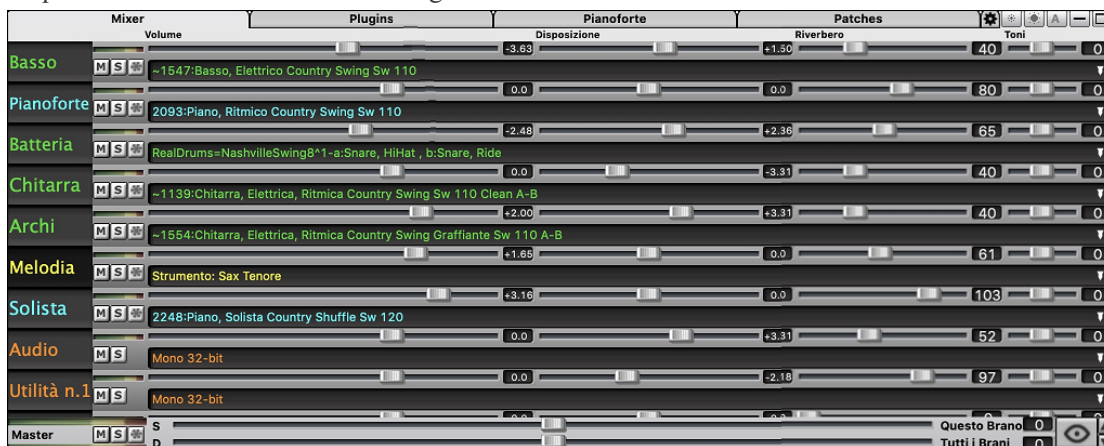 Mixer Plugins Pianoforte Patches A
Volume Disposizione Riverbero Toni
Basso M S -3.63 +1.50 40 0
~1547:Basso, Elettrico Country Swing Sw 110
Pianoforte M S 0.0 0.0 80 0
2093:Piano, Ritmico Country Swing Sw 110
Batteria M S -2.48 +2.36 65 0
RealDrums=NashvilleSwing8^1-a:Snare, HiHat , b:Snare, Ride
Chitarra M S 0.0 -3.31 40 0
~1139:Chitarra, Elettrica, Ritmica Country Swing Sw 110 Clean A-B
Archi M S +2.00 +3.31 40 0
~1554:Chitarra, Elettrica, Ritmica Country Swing Graffiante Sw 110 A-B
Melodia M S +1.65 0.0 61 0
Strumento: Sax Tenore
Solista M S +3.16 0.0 103 0
2248:Piano, Solista Country Shuffle Sw 120
Audio M S 0.0 +3.31 52 0
Mono 32-bit
Utilità n.1 M S 0.0 -2.18 97 0
Mono 32-bit
Master M S S Questo Brano 0
D Tutti i Brani 0